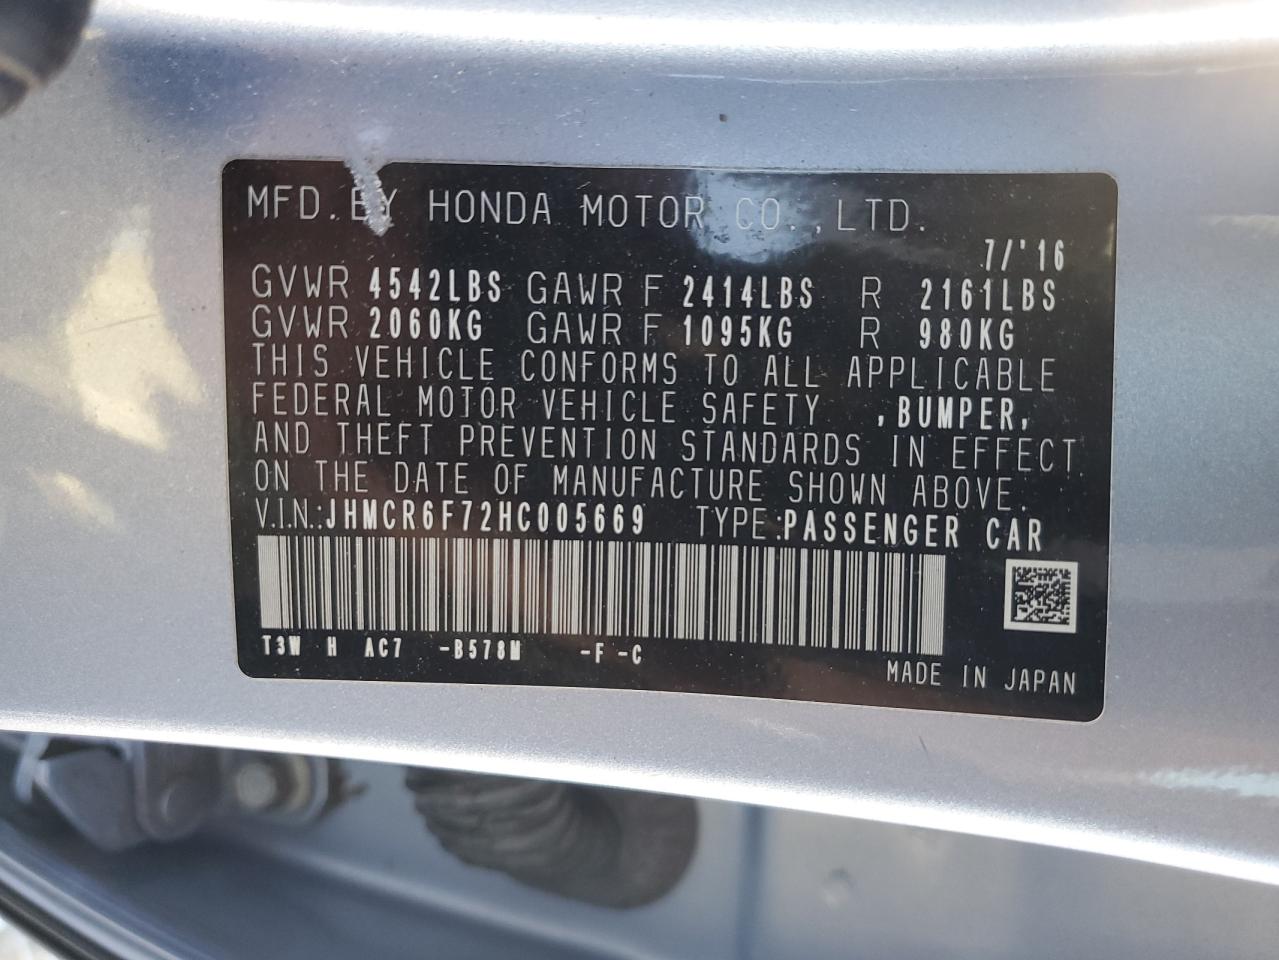 MFD. BY HONDA MOTOR CO., LTD.
7/'16
GVWR 4542LBS GAWR F 2414LBS R 2161LBS
GVWR 2060KG GAWR F 1095KG R 980KG
THIS VEHICLE CONFORMS TO ALL APPLICABLE
FEDERAL MOTOR VEHICLE SAFETY ,BUMPER,
AND THEFT PREVENTION STANDARDS IN EFFECT
ON THE DATE OF MANUFACTURE SHOWN ABOVE.
V.I.N.:JHMCR6F72HC005669 TYPE:PASSENGER CAR
T3W H AC7 -B578M -F -C
MADE IN JAPAN